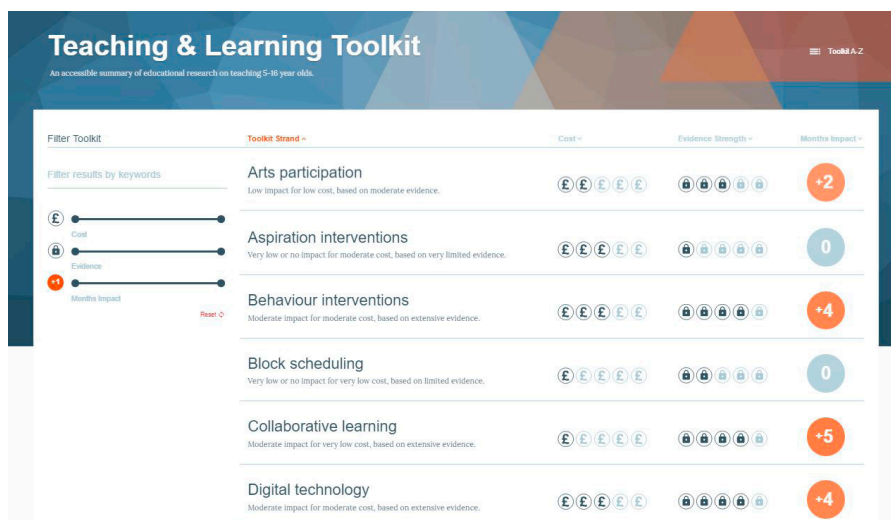 Teaching & Learning Toolkit
An accessible summary of educational research on teaching 5-16 year olds.
Toolkit A-Z
Filter Toolkit
Toolkit Strand
Cost
Evidence Strength
Months Impact
Filter results by keywords
£
Cost
Evidence
+1
Months Impact
Reset
Arts participation
Low impact for low cost, based on moderate evidence.
£ £ £ £ £
+2
Aspiration interventions
Very low or no impact for moderate cost, based on very limited evidence.
£ £ £ £ £
0
Behaviour interventions
Moderate impact for moderate cost, based on extensive evidence.
£ £ £ £ £
+4
Block scheduling
Very low or no impact for very low cost, based on limited evidence.
£ £ £ £ £
0
Collaborative learning
Moderate impact for very low cost, based on extensive evidence.
£ £ £ £ £
+5
Digital technology
Moderate impact for moderate cost, based on extensive evidence.
£ £ £ £ £
+4